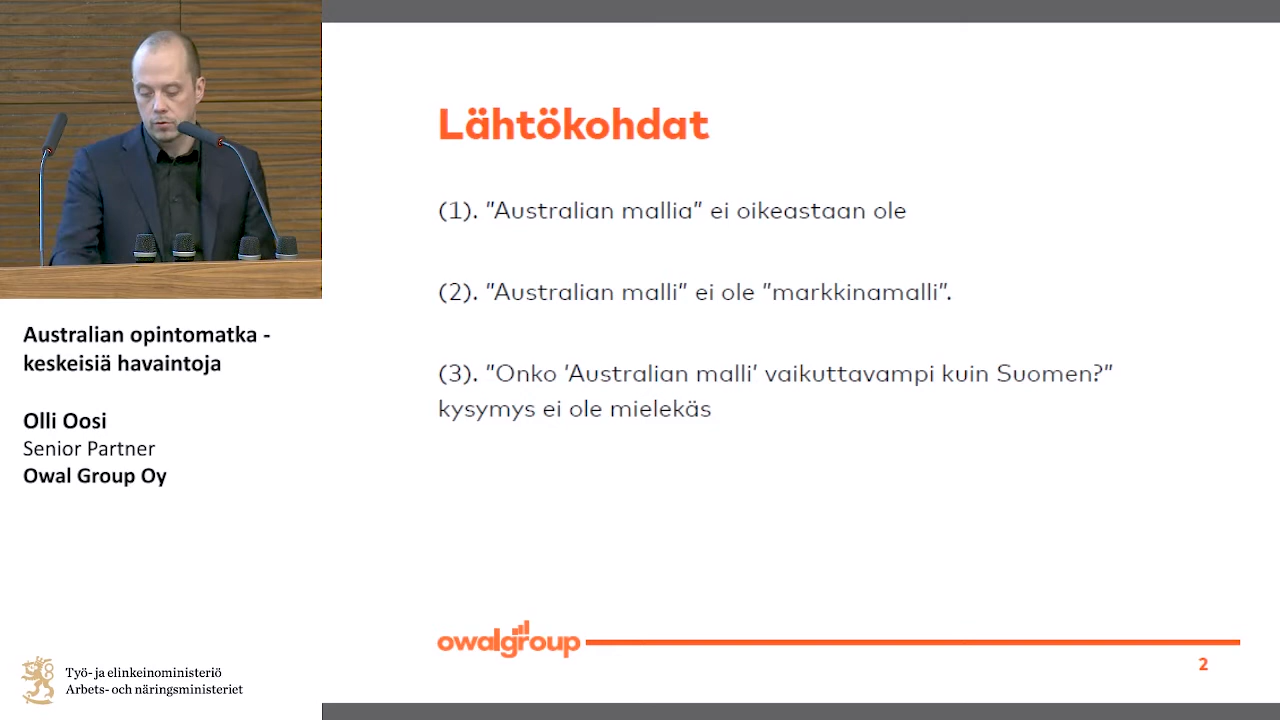 Australian opintomatka -
keskeisiä havaintoja
Olli Oosi
Senior Partner
Owal Group Oy
Työ- ja elinkeinoministeriö
Arbets- och näringsministeriet
Lähtökohdat
(1). ”Australian mallia” ei oikeastaan ole
(2). ”Australian malli” ei ole ”markkinamalli”.
(3). ”Onko ’Australian malli’ vaikuttavampi kuin Suomen?”
kysymys ei ole mielekäs
owalgroup
2